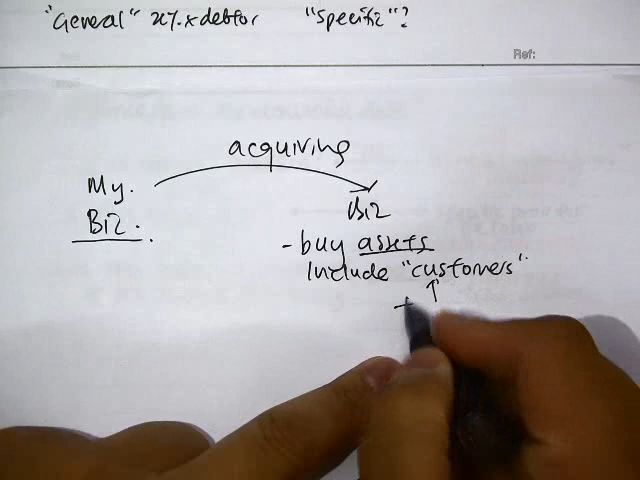 "General" x% x debtor "Specific"?
Ref:
acquiring
My.
Biz.
Biz
- buy assets
Include "customers"